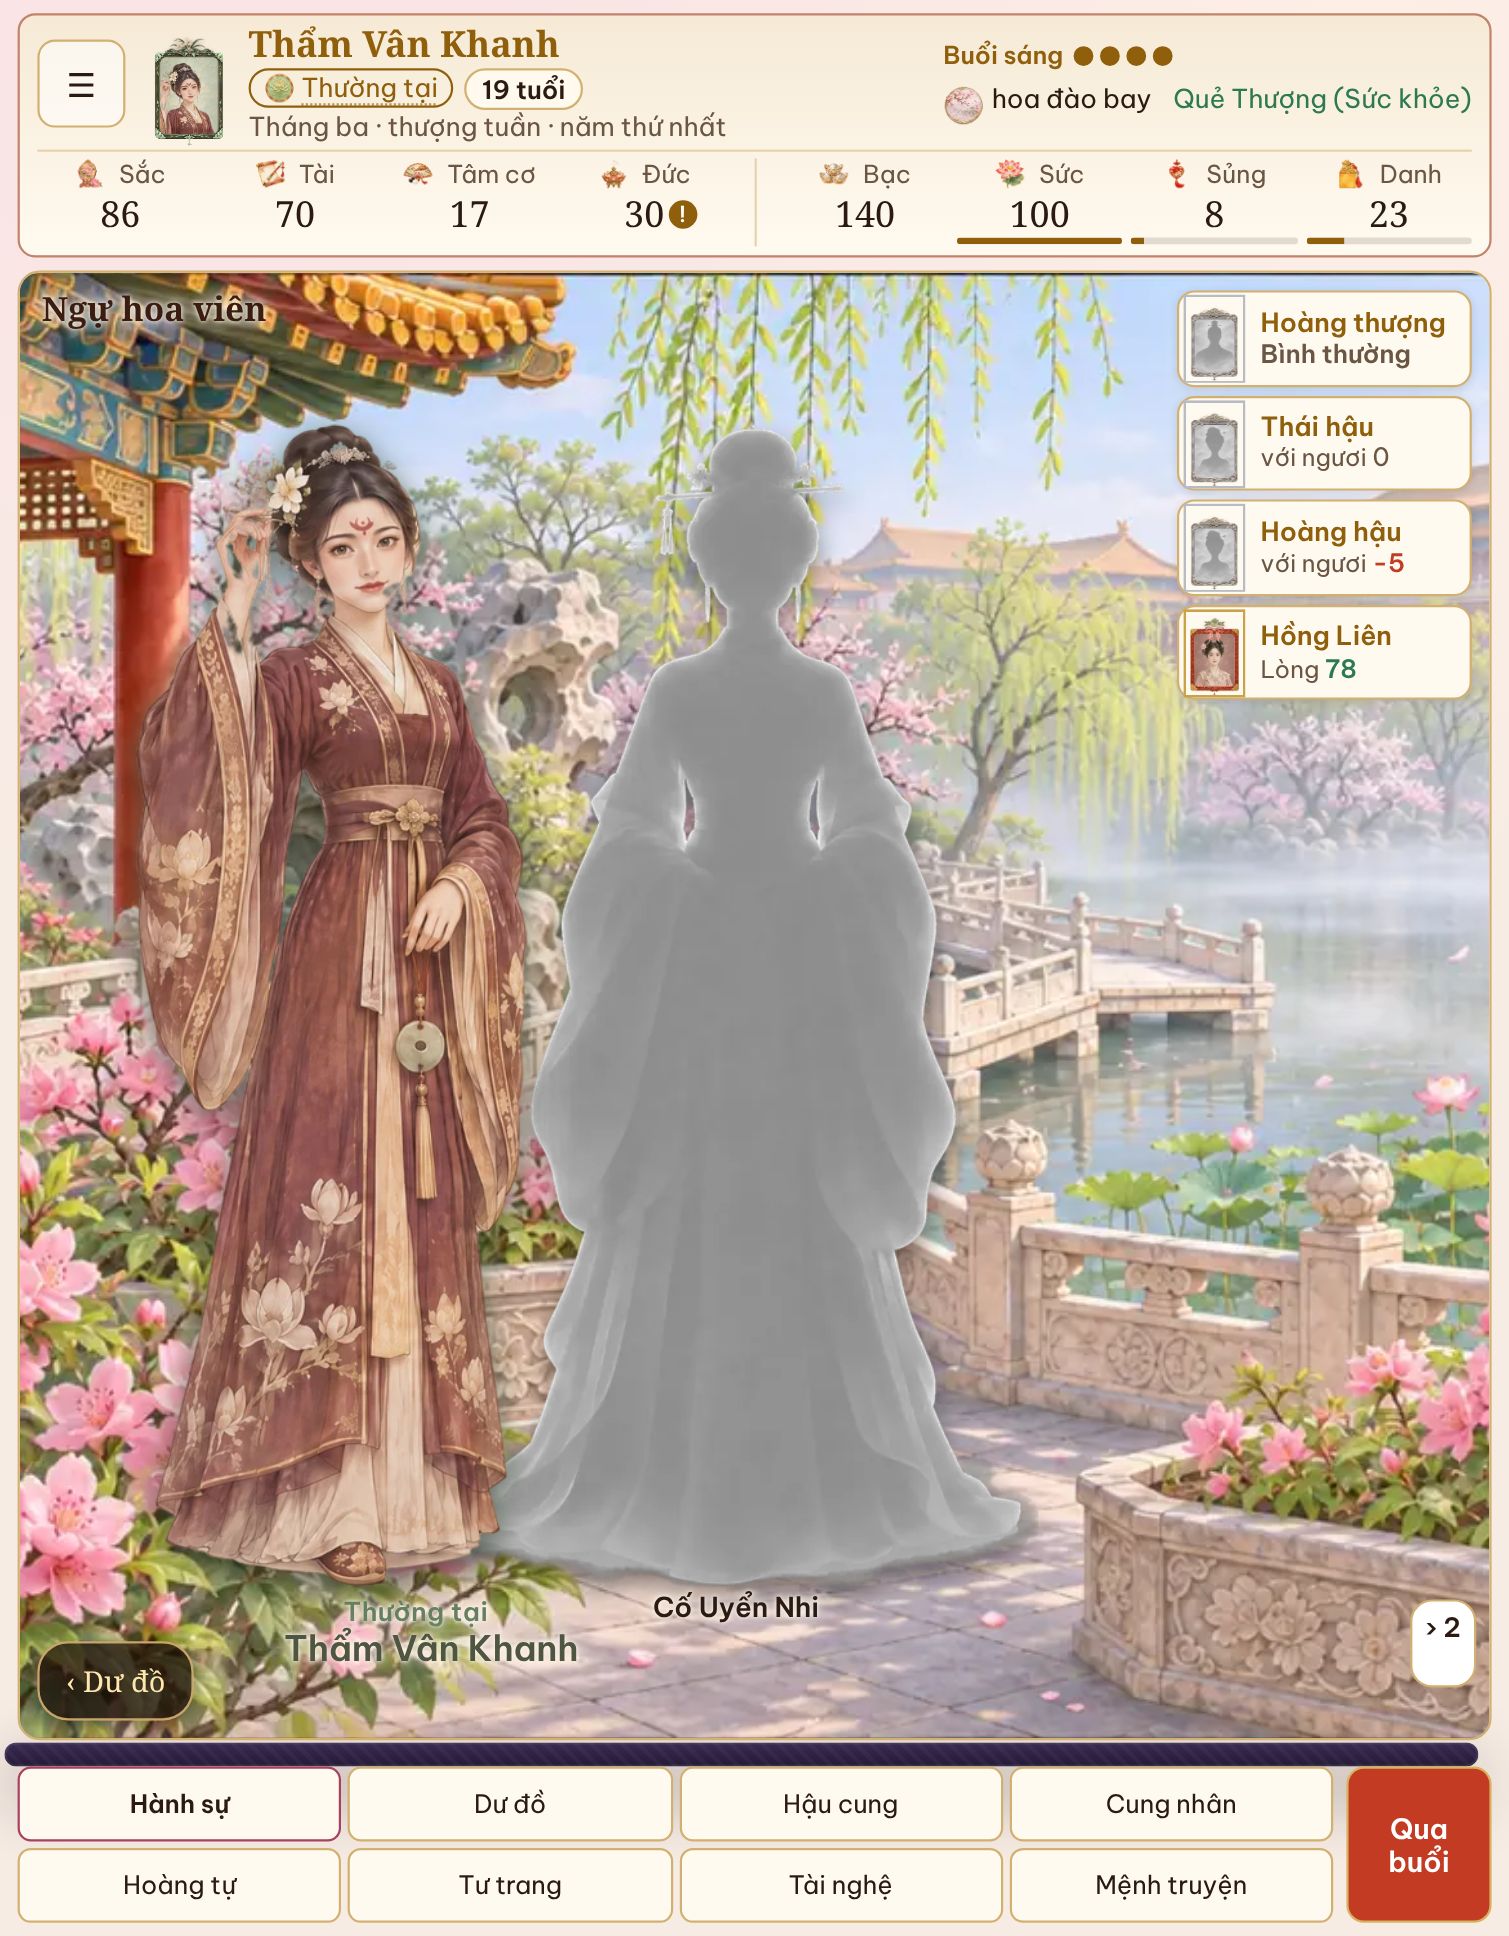 ☰
Thẩm Vân Khanh
Thường tại
19 tuổi
Tháng ba · thượng tuần · năm thứ nhất
Buổi sáng
hoa đào bay
Quẻ Thượng (Sức khỏe)
Sắc
86
Tài
70
Tâm cơ
17
Đức
30 !
Bạc
140
Sức
100
Sủng
8
Danh
23
Ngự hoa viên
Hoàng thượng
Bình thường
Thái hậu
với ngươi 0
Hoàng hậu
với ngươi -5
Hồng Liên
Lòng 78
Thường tại
Thẩm Vân Khanh
Cố Uyển Nhi
‹ Dư đồ
› 2
Hành sự
Dư đồ
Hậu cung
Cung nhân
Hoàng tự
Tư trang
Tài nghệ
Mệnh truyện
Qua
buổi